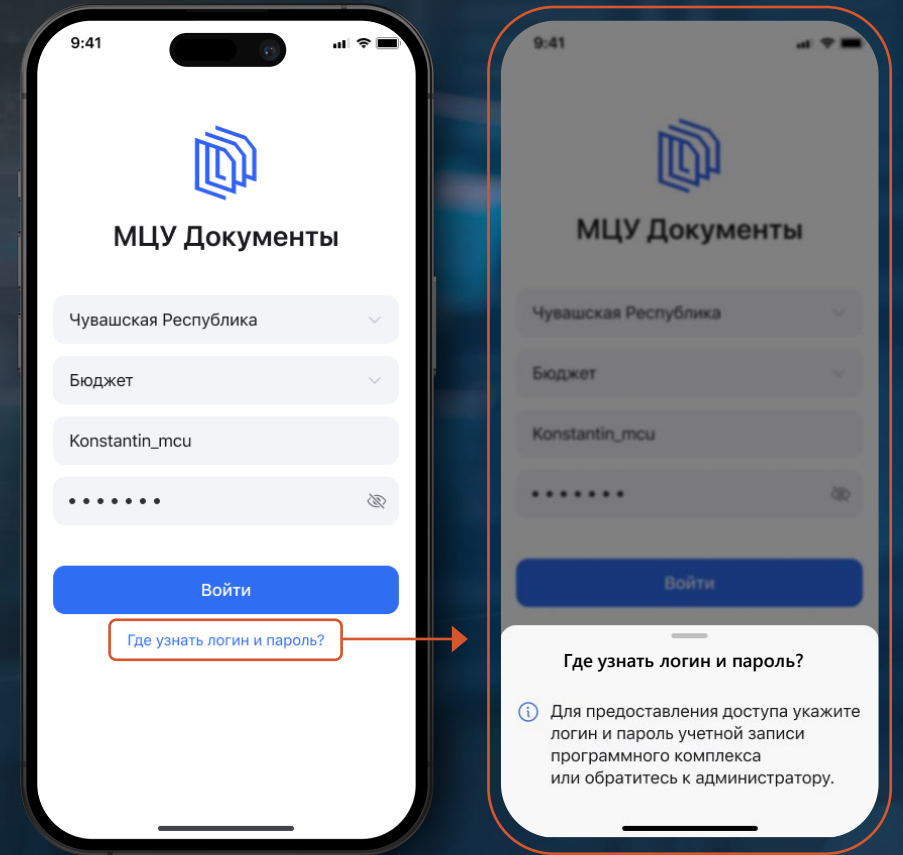 9:41
МЦУ Документы
Чувашская Республика
Бюджет
Konstantin_mcu
Войти
Где узнать логин и пароль?
9:41
МЦУ Документы
Чувашская Республика
Бюджет
Konstantin_mcu
Войти
Где узнать логин и пароль?
Для предоставления доступа укажите
логин и пароль учетной записи
программного комплекса
или обратитесь к администратору.